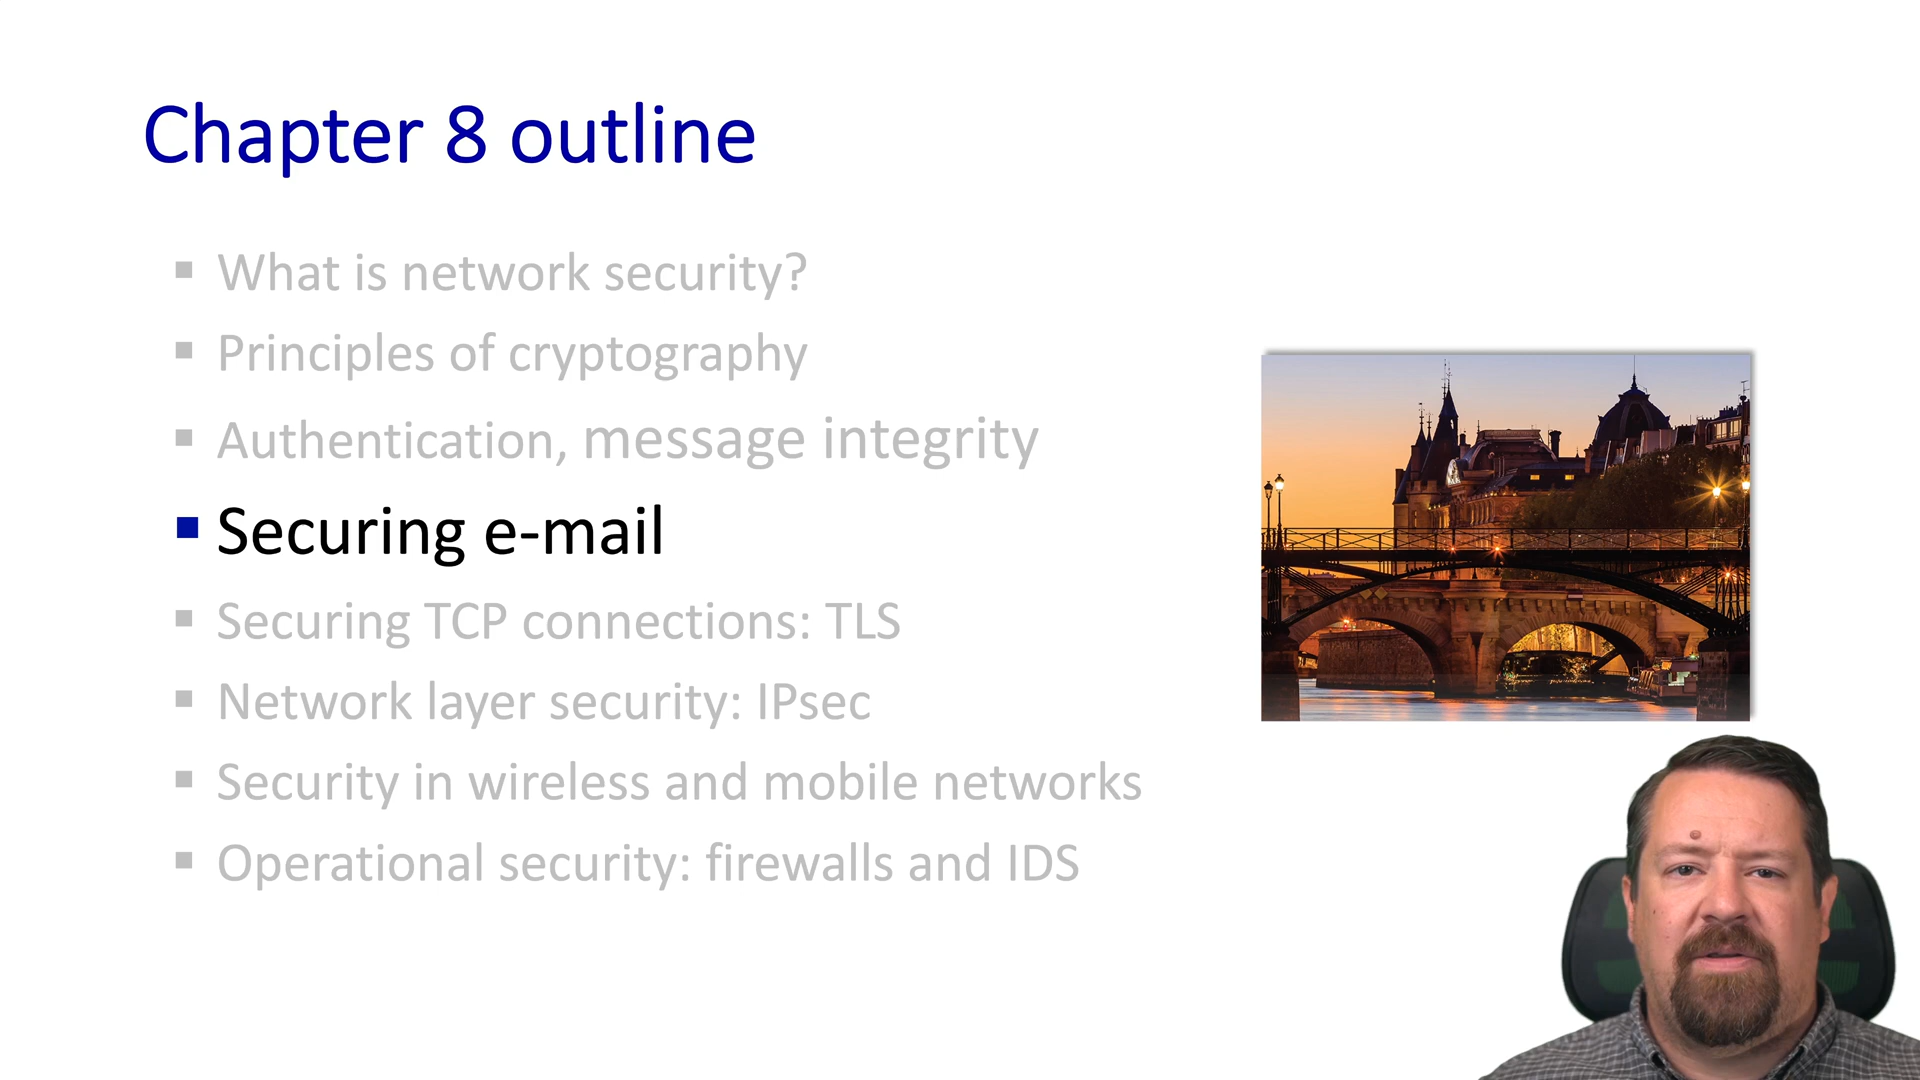 Chapter 8 outline
What is network security?
Principles of cryptography
Authentication, message integrity
Securing e-mail
Securing TCP connections: TLS
Network layer security: IPsec
Security in wireless and mobile networks
Operational security: firewalls and IDS